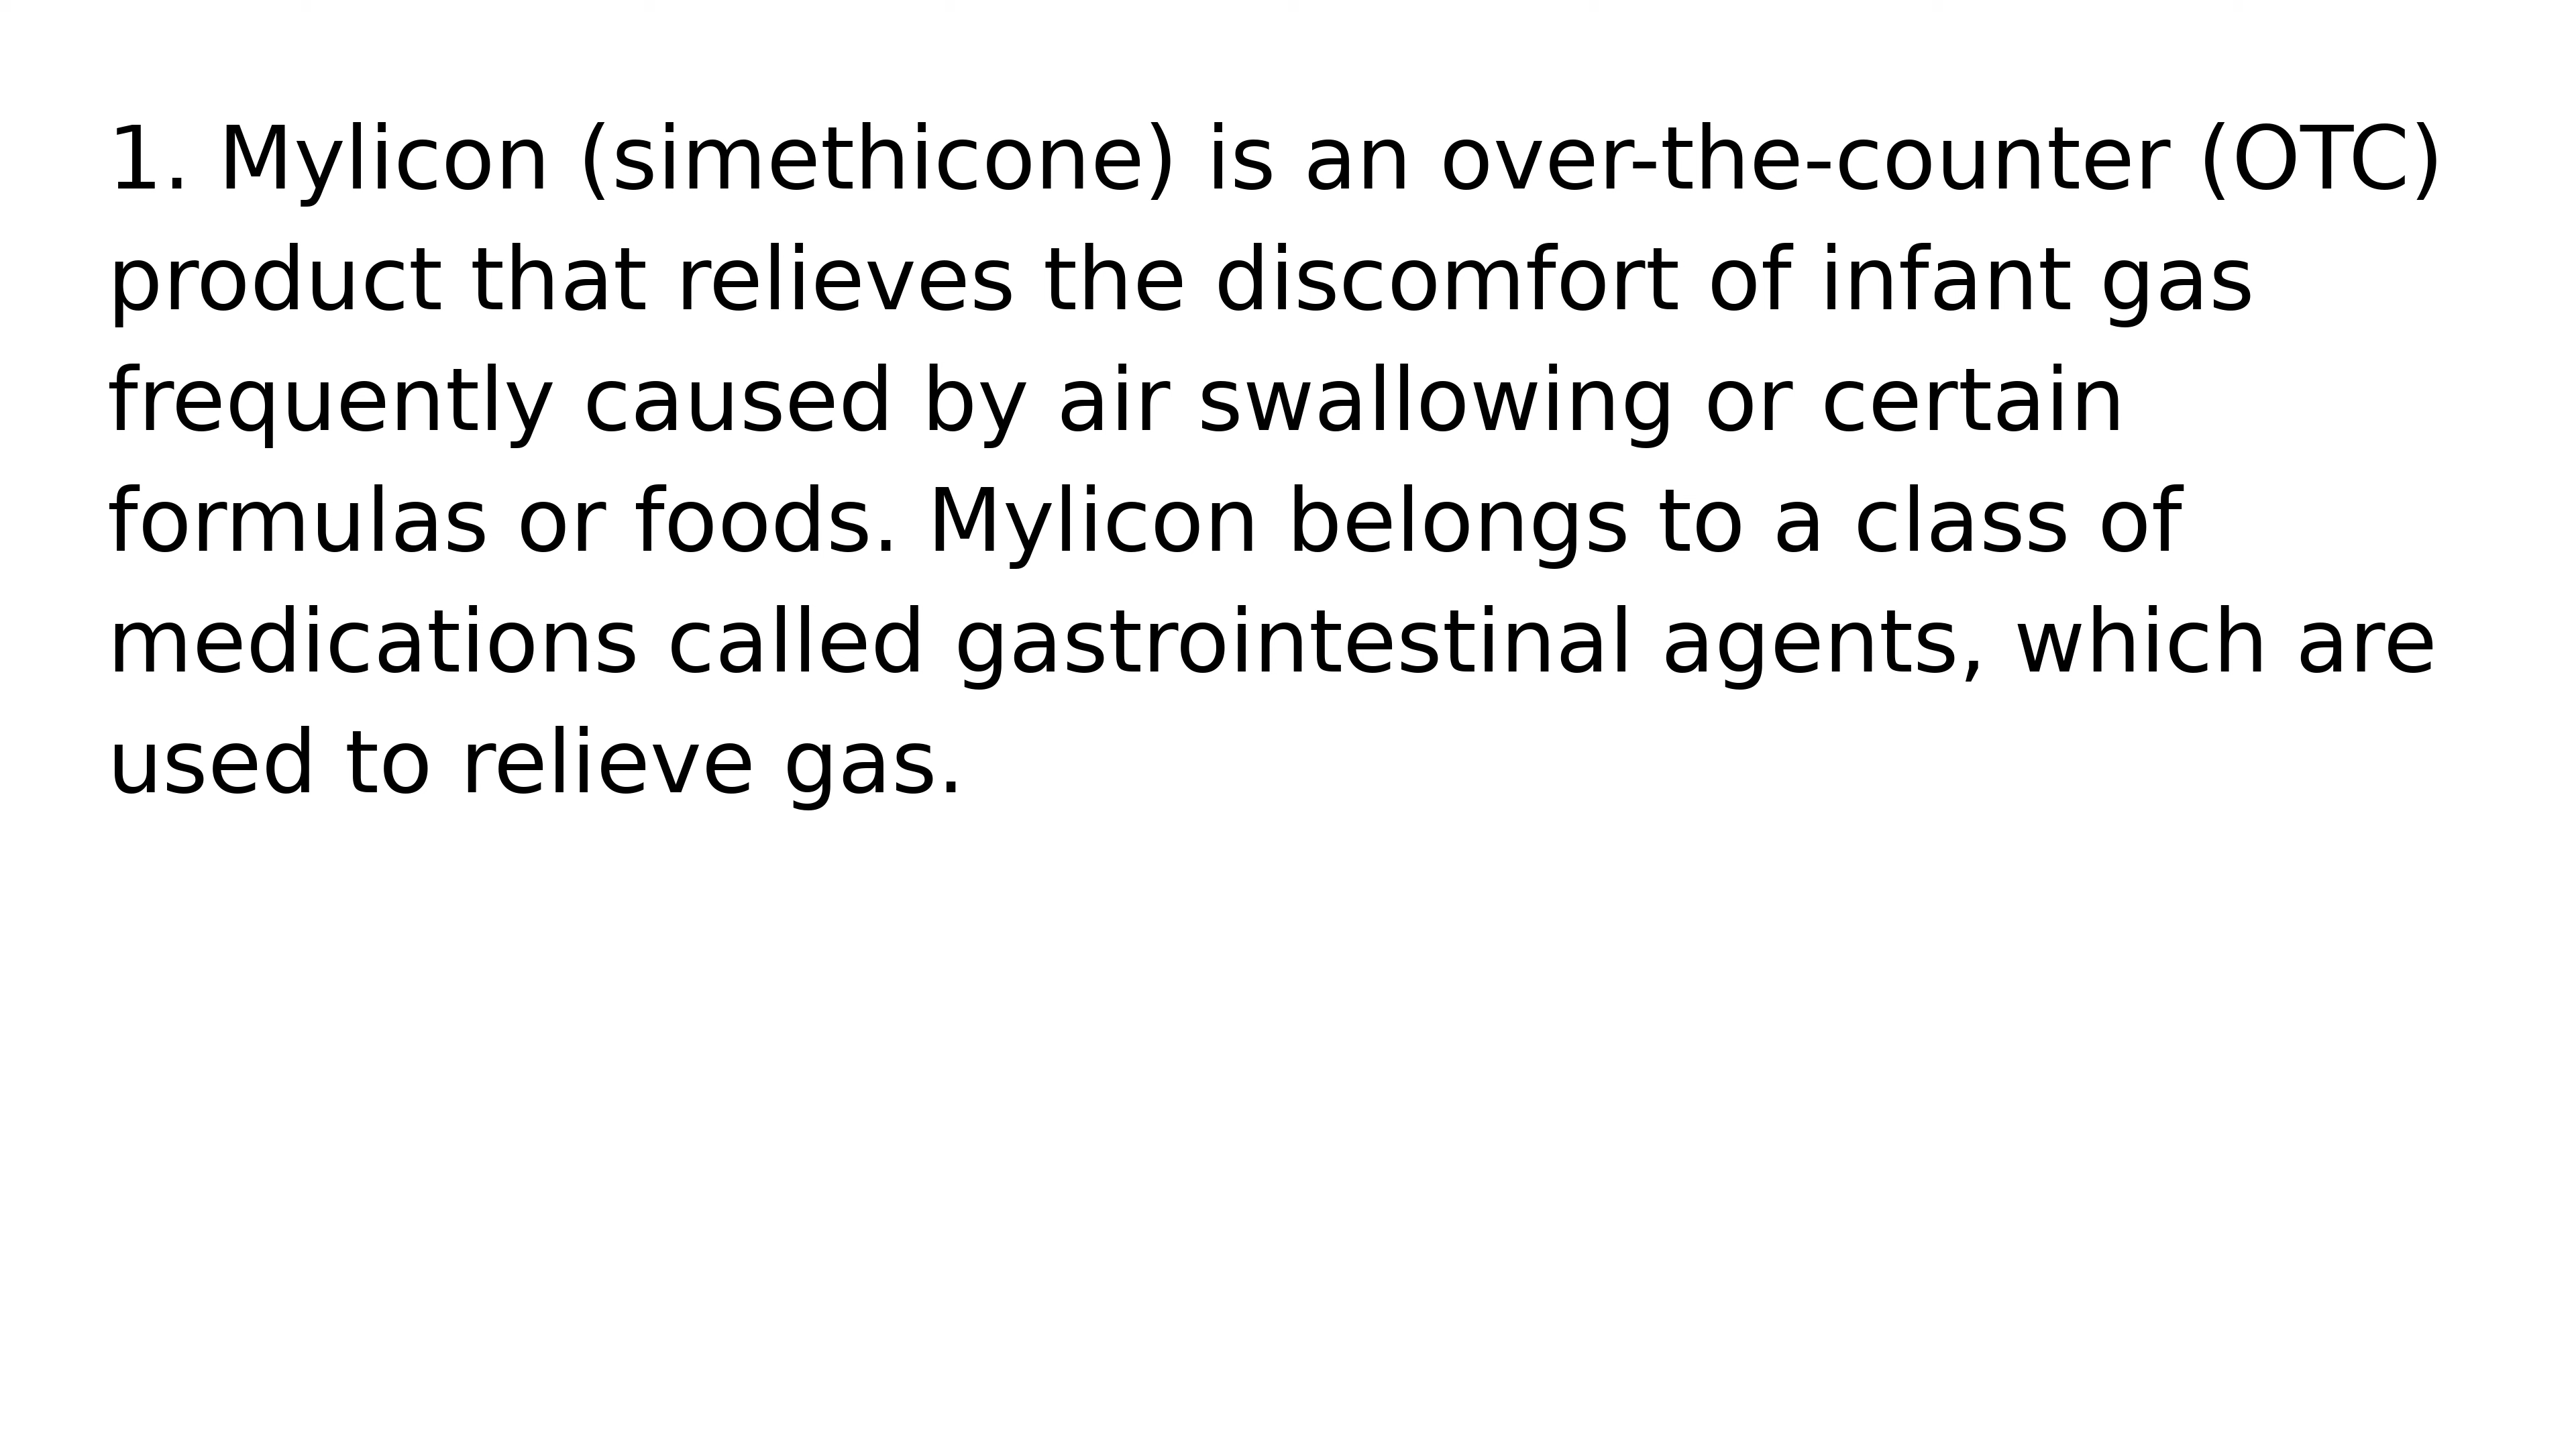 1. Mylicon (simethicone) is an over-the-counter (OTC)
product that relieves the discomfort of infant gas
frequently caused by air swallowing or certain
formulas or foods. Mylicon belongs to a class of
medications called gastrointestinal agents, which are
used to relieve gas.